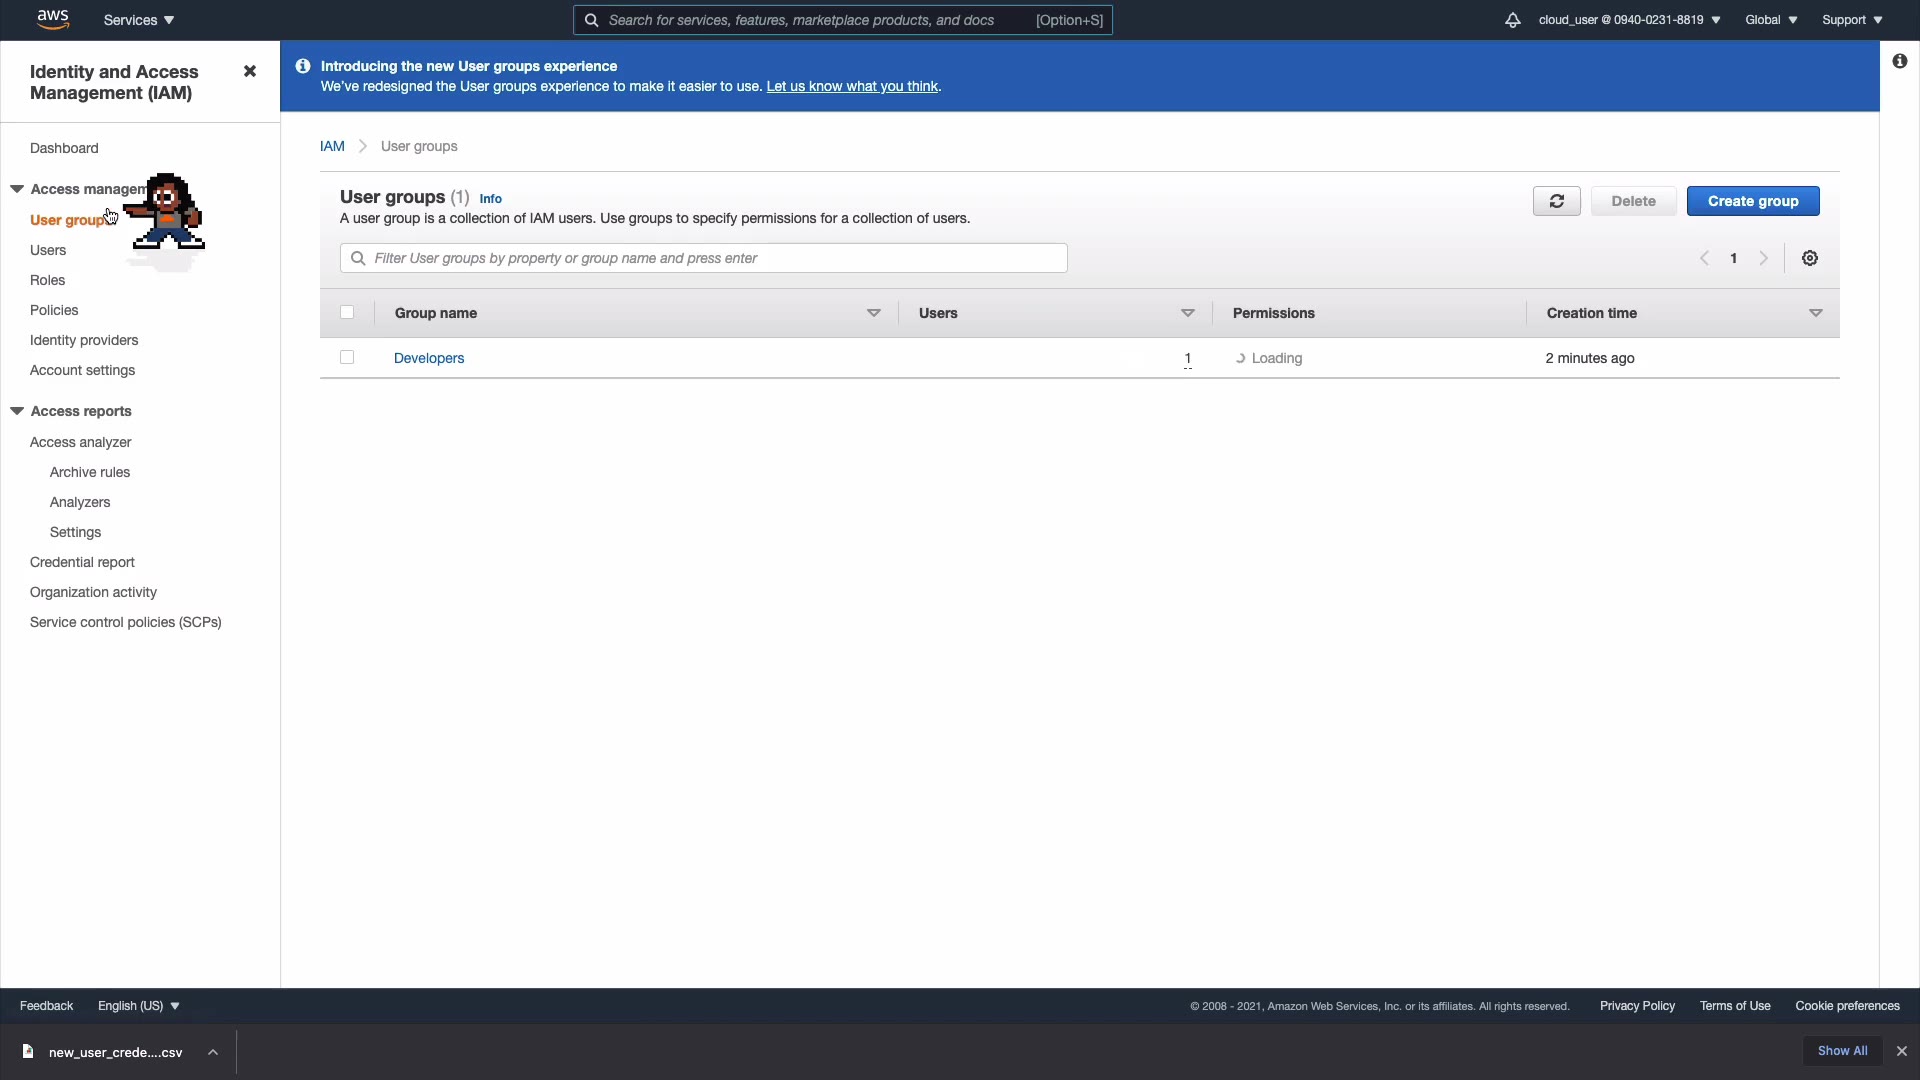 aws
Services
Search for services, features, marketplace products, and docs
[Option+S]
cloud_user @ 0940-0231-8819
Global
Support
Identity and Access
Management (IAM)
Introducing the new User groups experience
We've redesigned the User groups experience to make it easier to use. Let us know what you think.
Dashboard
Access managem
User group
Users
Roles
Policies
Identity providers
Account settings
Access reports
Access analyzer
Archive rules
Analyzers
Settings
Credential report
Organization activity
Service control policies (SCPs)
IAM
User groups
User groups (1) Info
A user group is a collection of IAM users. Use groups to specify permissions for a collection of users.
Delete
Create group
Filter User groups by property or group name and press enter
1
Group name
Users
Permissions
Creation time
Developers
1
Loading
2 minutes ago
Feedback
English (US)
© 2008 - 2021, Amazon Web Services, Inc. or its affiliates. All rights reserved.
Privacy Policy
Terms of Use
Cookie preferences
new_user_crede....csv
Show All